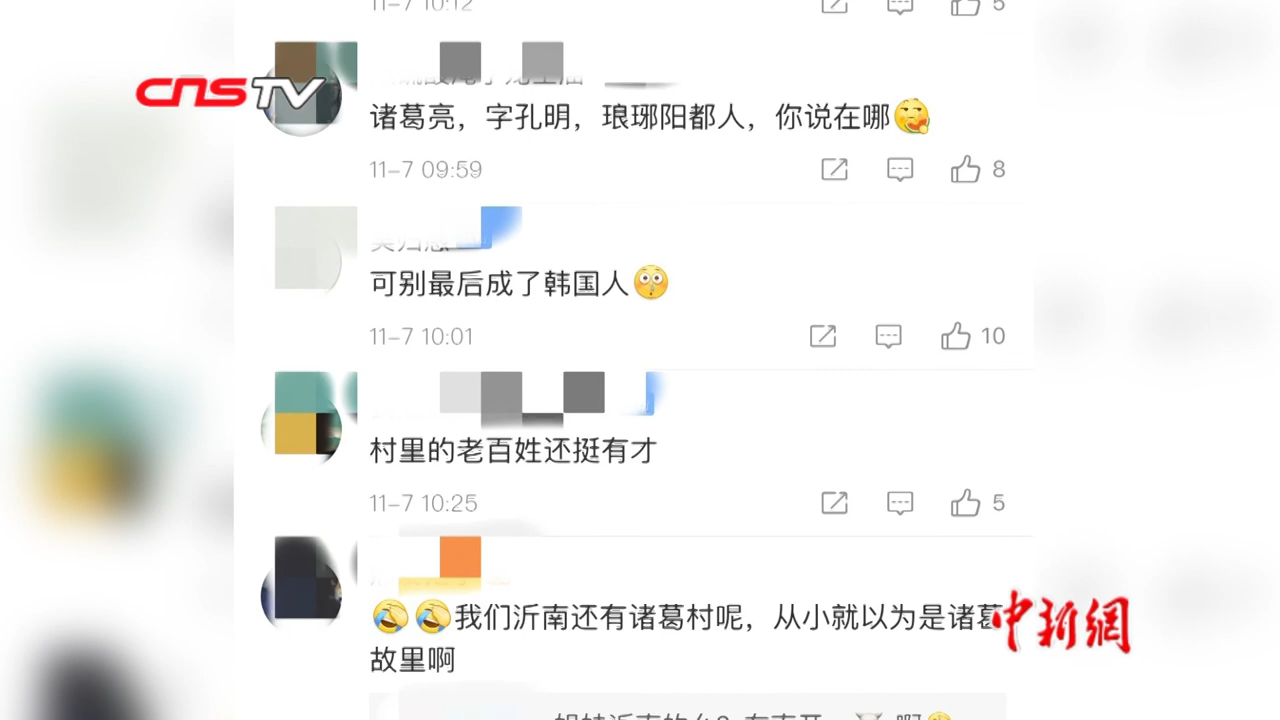 11-7 10:12
5
CNSTV
诸葛亮，字孔明，琅琊阳都人，你说在哪
11-7 09:59
8
可别最后成了韩国人
11-7 10:01
10
村里的老百姓还挺有才
11-7 10:25
5
我们沂南还有诸葛村呢，从小就以为是诸葛
故里啊
中新網